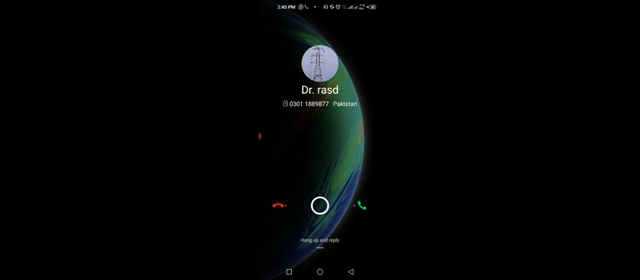 2:45 PM
Dr. rasd
0301 1889877 Pakistan
Hang up and reply